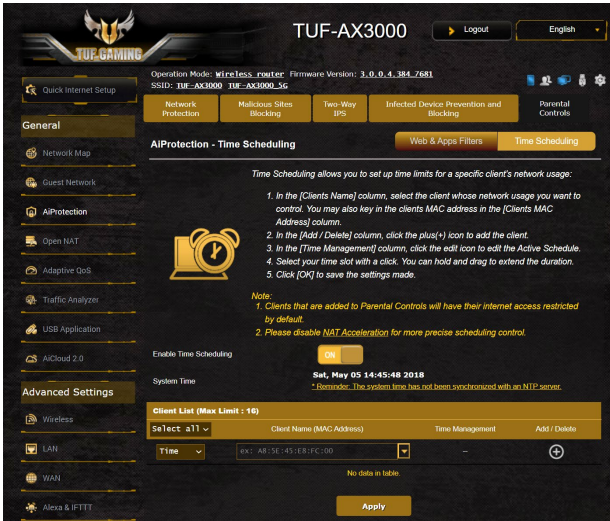 TUF GAMING
TUF-AX3000
Logout
English
Quick Internet Setup
Operation Mode: Wireless router Firmware Version: 3.0.0.4.384_7681
SSID: TUF-AX3000 TUF-AX3000_5G
Network Protection
Malicious Sites Blocking
Two-Way IPS
Infected Device Prevention and Blocking
Parental Controls
General
Network Map
Guest Network
AiProtection
Open NAT
Adaptive QoS
Traffic Analyzer
USB Application
AiCloud 2.0
Advanced Settings
Wireless
LAN
WAN
Alexa & IFTTT
AiProtection - Time Scheduling
Web & Apps Filters
Time Scheduling
Time Scheduling allows you to set up time limits for a specific client's network usage:
1. In the [Clients Name] column, select the client whose network usage you want to
control. You may also key in the clients MAC address in the [Clients MAC
Address] column.
2. In the [Add / Delete] column, click the plus(+) icon to add the client.
3. In the [Time Management] column, click the edit icon to edit the Active Schedule.
4. Select your time slot with a click. You can hold and drag to extend the duration.
5. Click [OK] to save the settings made.
Note:
1. Clients that are added to Parental Controls will have their internet access restricted
by default.
2. Please disable NAT Acceleration for more precise scheduling control.
Enable Time Scheduling
ON
System Time
Sat, May 05 14:45:48 2018
* Reminder: The system time has not been synchronized with an NTP server.
Client List (Max Limit : 16)
Select all
Client Name (MAC Address)
Time Management
Add / Delete
Time
ex: A8:5E:45:E8:FC:00
–
No data in table.
Apply